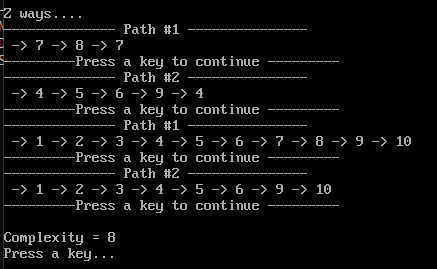 Z ways....
-------------- Path #1 ---------------
-> 7 -> 8 -> 7
---------Press a key to continue ---------
-------------- Path #2 ---------------
-> 4 -> 5 -> 6 -> 9 -> 4
---------Press a key to continue ---------
-------------- Path #1 ---------------
-> 1 -> 2 -> 3 -> 4 -> 5 -> 6 -> 7 -> 8 -> 9 -> 10
---------Press a key to continue ---------
-------------- Path #2 ---------------
-> 1 -> 2 -> 3 -> 4 -> 5 -> 6 -> 9 -> 10
---------Press a key to continue ---------
Complexity = 8
Press a key...